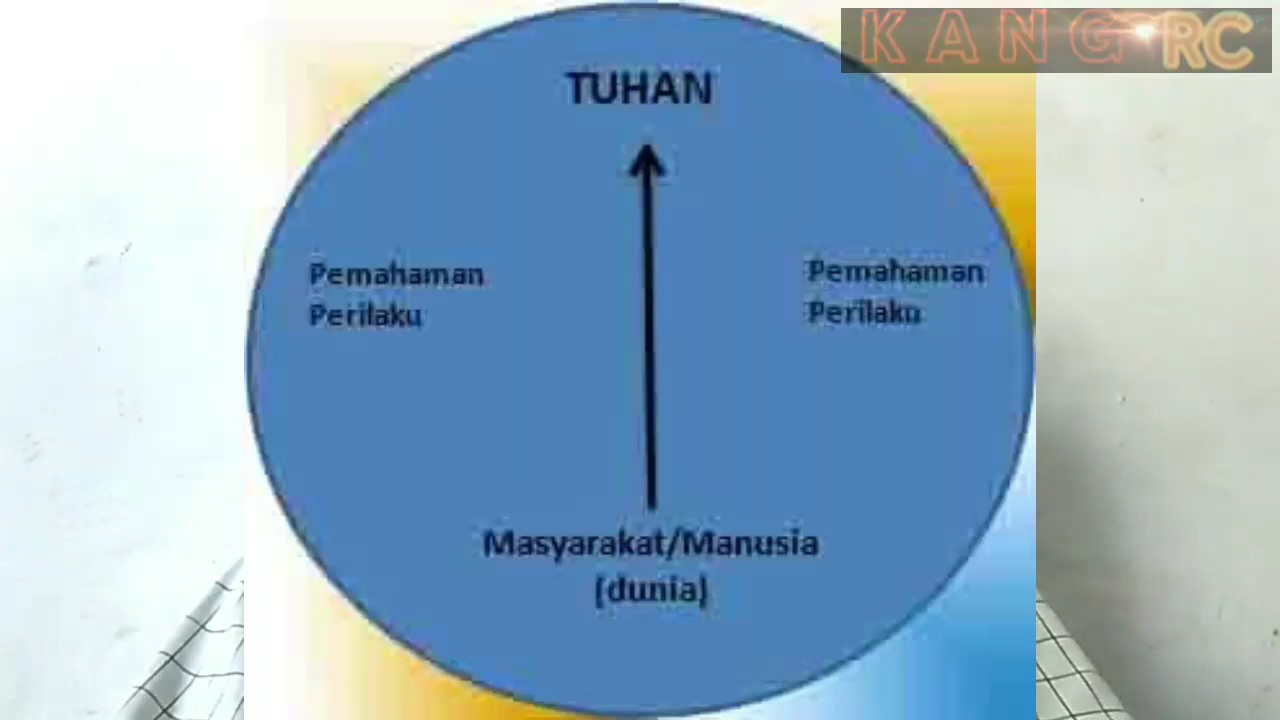 KANG RC
TUHAN
Pemahaman
Perilaku
Pemahaman
Perilaku
Masyarakat/Manusia
(dunia)